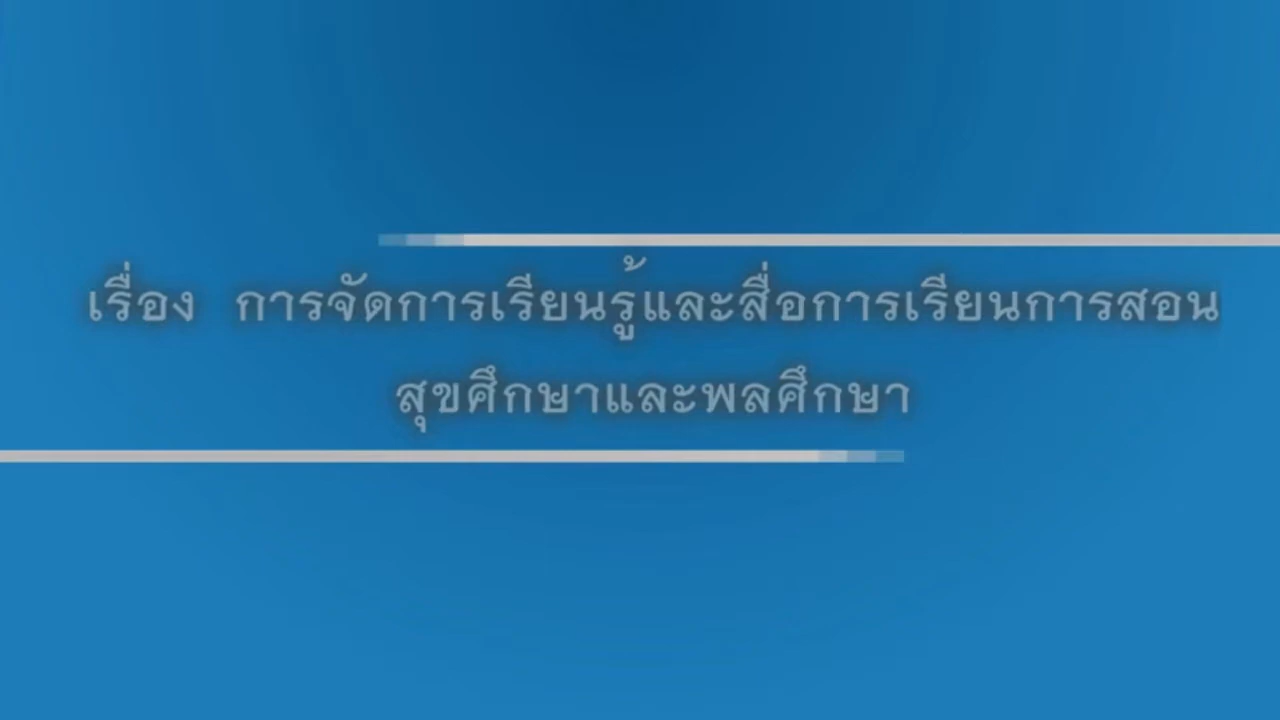 เรื่อง การจัดการเรียนรู้และสื่อการเรียนการสอน
สุขศึกษาและพลศึกษา